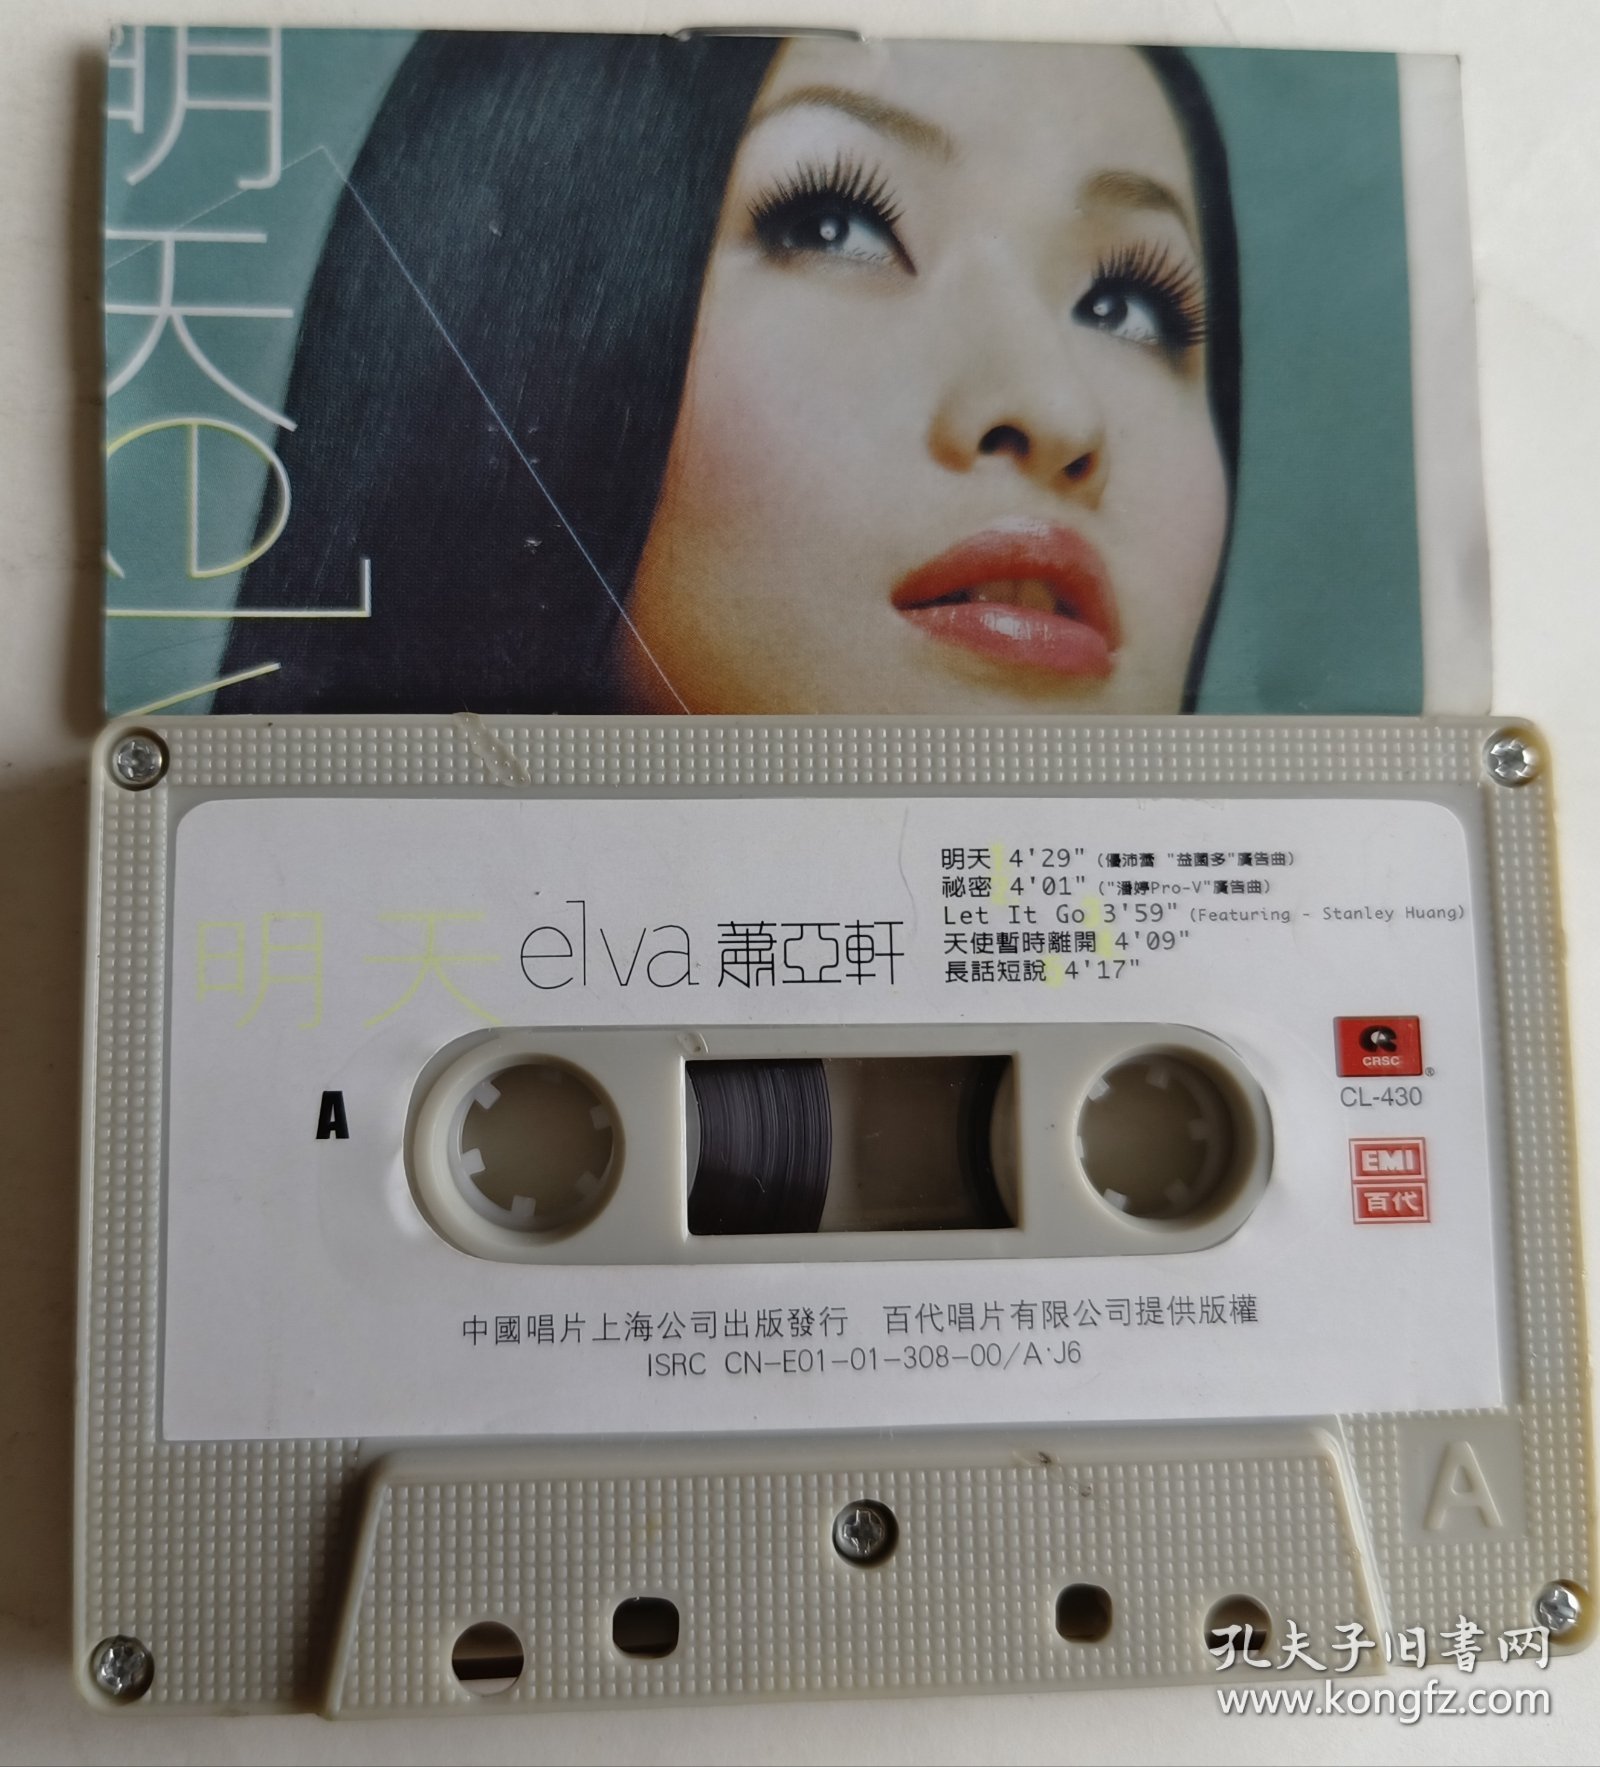 明天
el
明天 elva 蕭亞軒
明天 4'29" (優沛蕾 "益菌多"廣告曲)
祕密 4'01" ("潘婷Pro-V"廣告曲)
Let It Go 3'59" (Featuring - Stanley Huang)
天使暫時離開 4'09"
長話短說 4'17"
A
CRSC
®
CL-430
EMI
百代
中國唱片上海公司出版發行 百代唱片有限公司提供版權
ISRC CN-E01-01-308-00/A·J6
A
孔夫子旧书网
www.kongfz.com